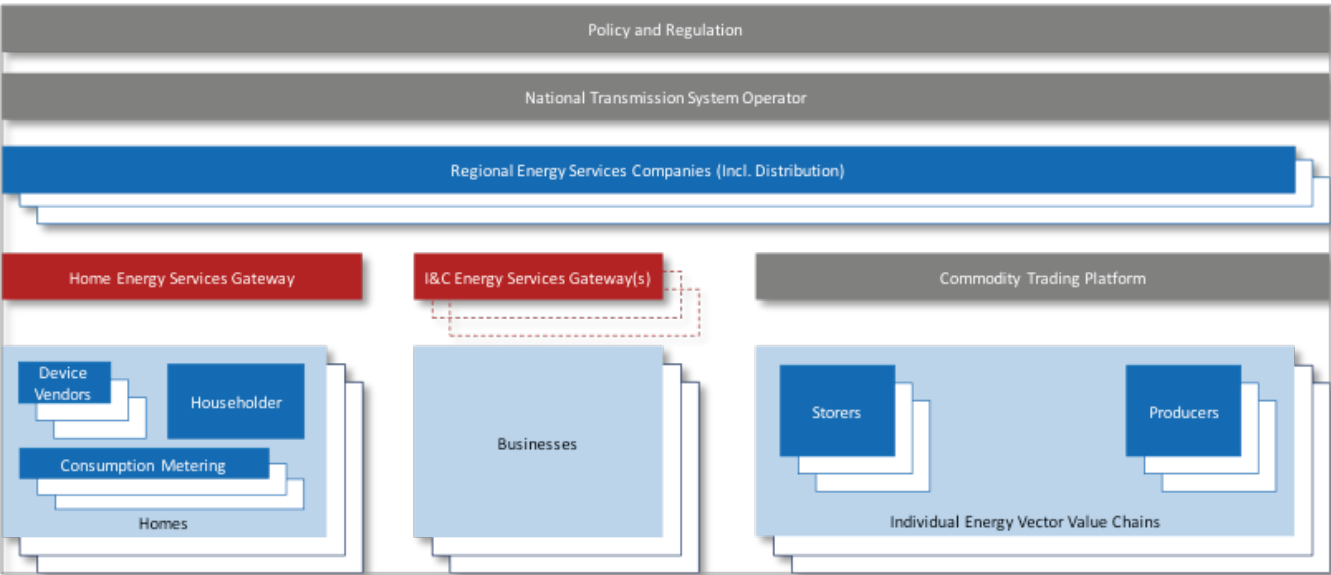 Policy and Regulation
National Transmission System Operator
Regional Energy Services Companies (Incl. Distribution)
Home Energy Services Gateway
I&C Energy Services Gateway(s)
Commodity Trading Platform
Device
Vendors
Householder
Consumption Metering
Homes
Businesses
Storers
Producers
Individual Energy Vector Value Chains